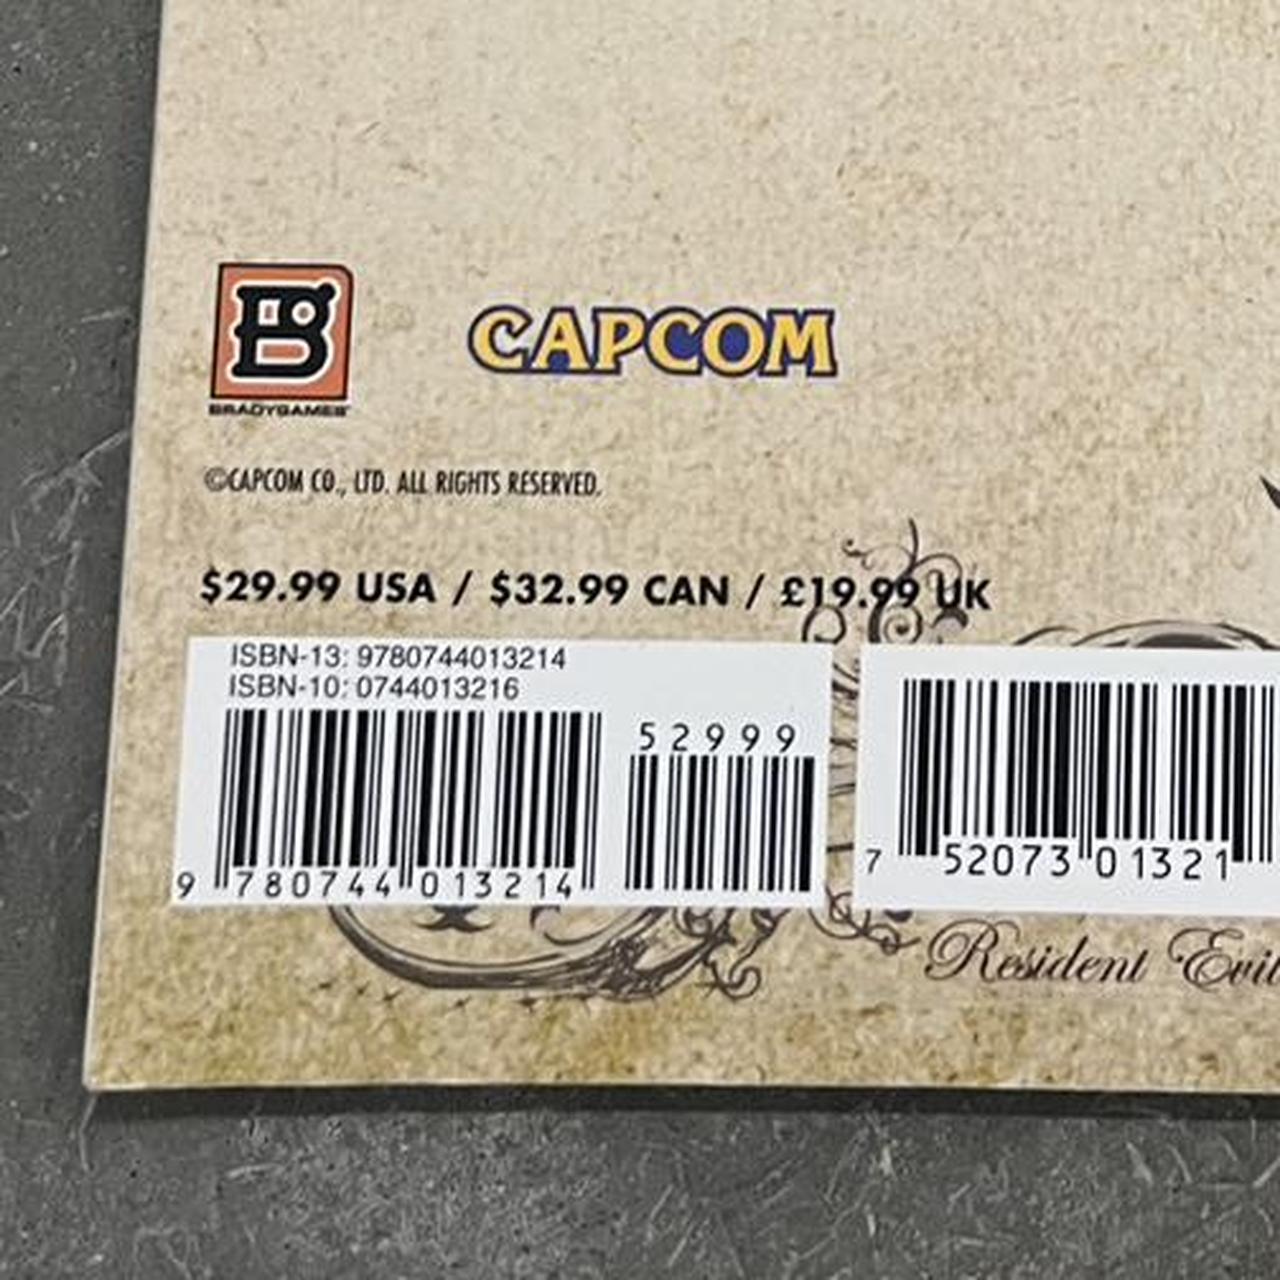 BRADYGAMES
CAPCOM
©CAPCOM CO., LTD. ALL RIGHTS RESERVED.
$29.99 USA / $32.99 CAN / £19.99 UK
ISBN-13: 9780744013214
ISBN-10: 0744013216
52999
9 780744 013214
7 52073 01321
Resident Evil